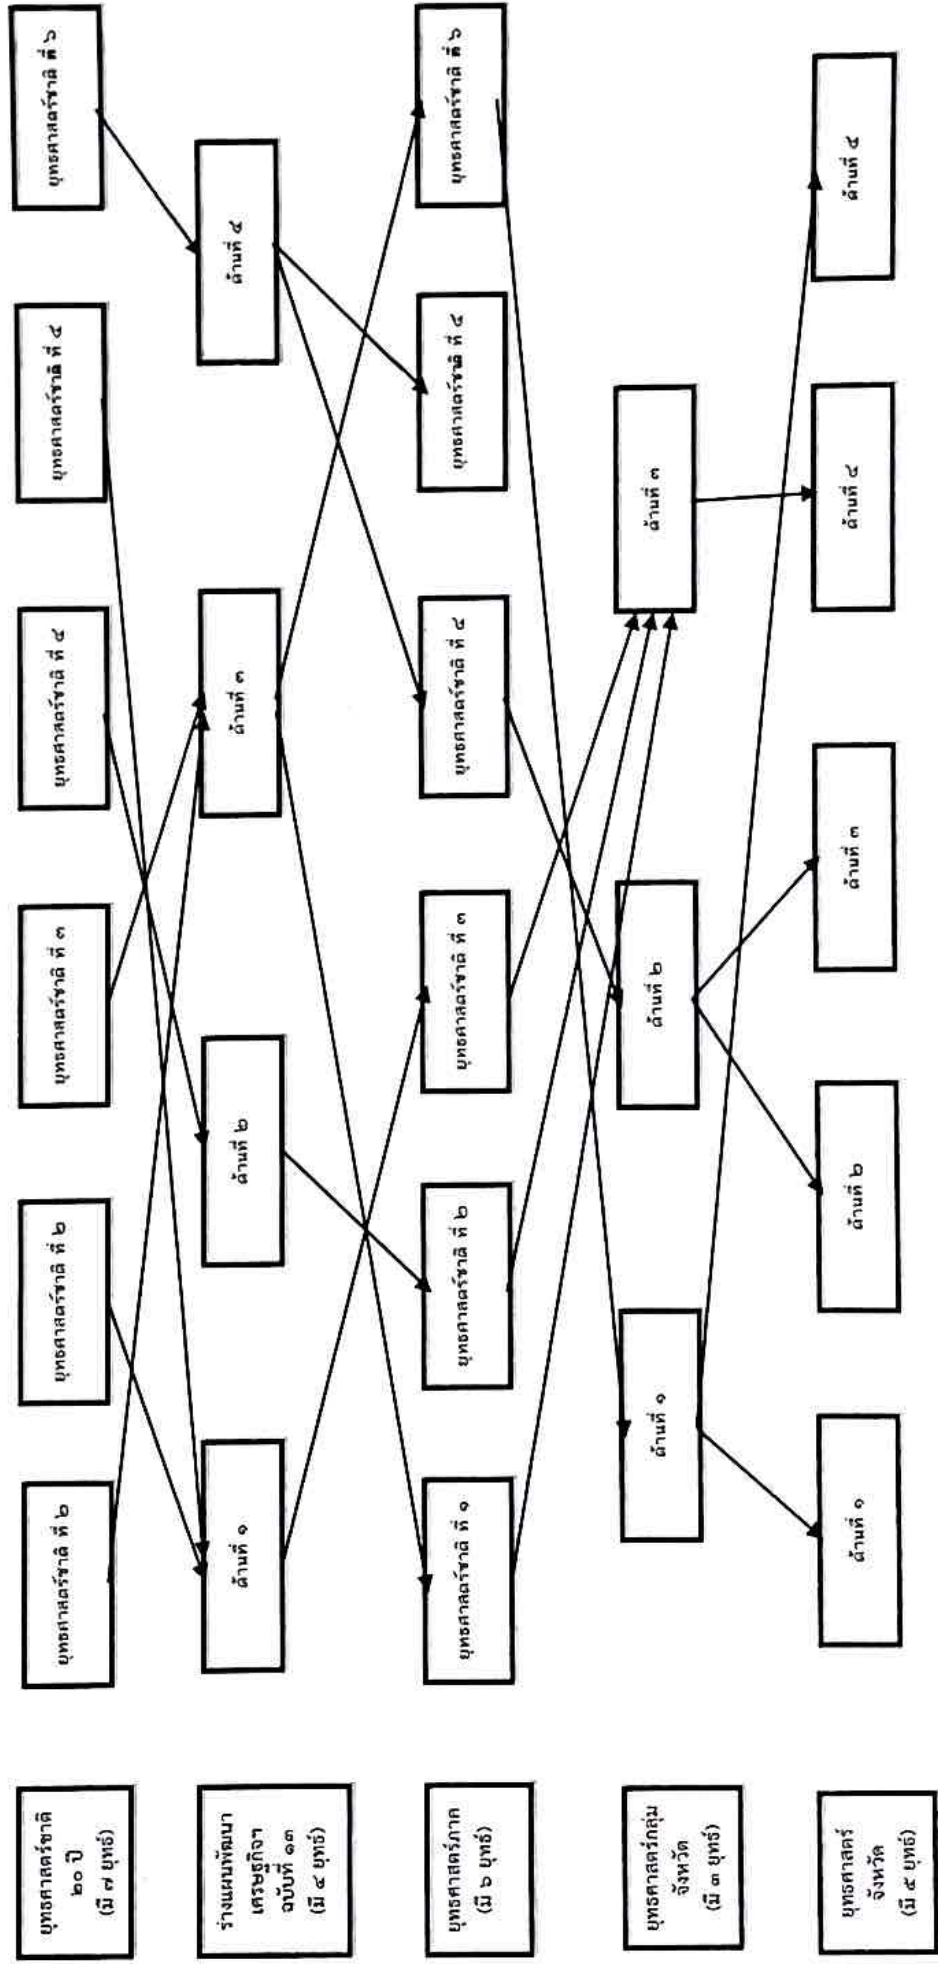 ยุทธศาสตร์ชาติ
๒๐ ปี
(มี ๗ ยุทธ์)
ยุทธศาสตร์ชาติ ที่ ๒
ยุทธศาสตร์ชาติ ที่ ๒
ยุทธศาสตร์ชาติ ที่ ๓
ยุทธศาสตร์ชาติ ที่ ๔
ยุทธศาสตร์ชาติ ที่ ๕
ยุทธศาสตร์ชาติ ที่ ๖
ร่างแผนพัฒนา
เศรษฐกิจฯ
ฉบับที่ ๑๓
(มี ๔ ยุทธ์)
ด้านที่ ๑
ด้านที่ ๒
ด้านที่ ๓
ด้านที่ ๔
ยุทธศาสตร์ภาค
(มี ๖ ยุทธ์)
ยุทธศาสตร์ชาติ ที่ ๑
ยุทธศาสตร์ชาติ ที่ ๒
ยุทธศาสตร์ชาติ ที่ ๓
ยุทธศาสตร์ชาติ ที่ ๔
ยุทธศาสตร์ชาติ ที่ ๕
ยุทธศาสตร์ชาติ ที่ ๖
ยุทธศาสตร์กลุ่ม
จังหวัด
(มี ๓ ยุทธ์)
ด้านที่ ๑
ด้านที่ ๒
ด้านที่ ๓
ยุทธศาสตร์
จังหวัด
(มี ๕ ยุทธ์)
ด้านที่ ๑
ด้านที่ ๒
ด้านที่ ๓
ด้านที่ ๔
ด้านที่ ๕